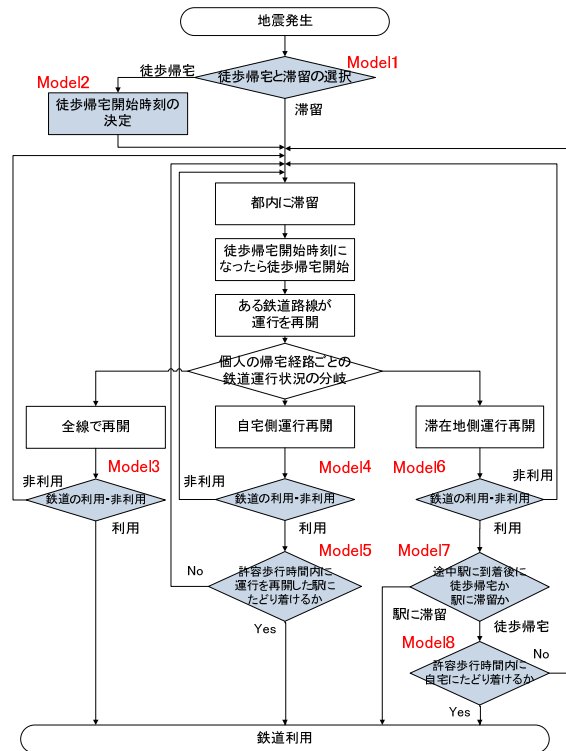 地震発生
Model1
徒歩帰宅と滞留の選択
徒歩帰宅
Model2
徒歩帰宅開始時刻の
決定
滞留
都内に滞留
徒歩帰宅開始時刻に
なったら徒歩帰宅開始
ある鉄道路線が
運行を再開
個人の帰宅経路ごとの
鉄道運行状況の分岐
全線で再開
自宅側運行再開
滞在地側運行再開
Model3
非利用
鉄道の利用・非利用
利用
Model4
非利用
鉄道の利用・非利用
利用
Model6
非利用
鉄道の利用・非利用
利用
Model5
許容歩行時間内に
運行を再開した駅に
たどり着けるか
No
Yes
Model7
途中駅に到着後に
徒歩帰宅か
駅に滞留か
駅に滞留
徒歩帰宅
Model8
許容歩行時間内に
自宅にたどり着けるか
No
Yes
鉄道利用